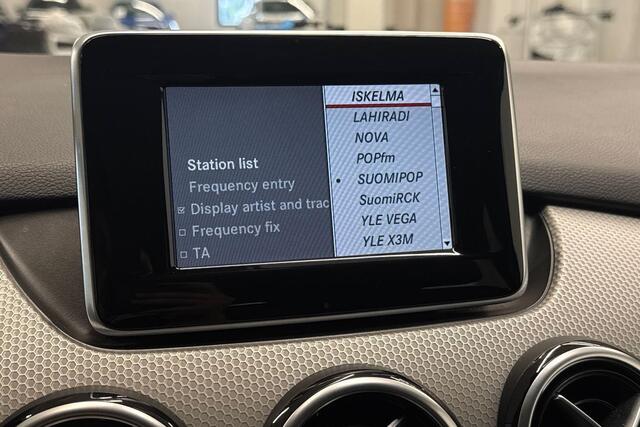 Station list
Frequency entry
Display artist and trac
Frequency fix
TA
ISKELMA
LAHIRADI
NOVA
POPfm
SUOMIPOP
SuomiRCK
YLE VEGA
YLE X3M